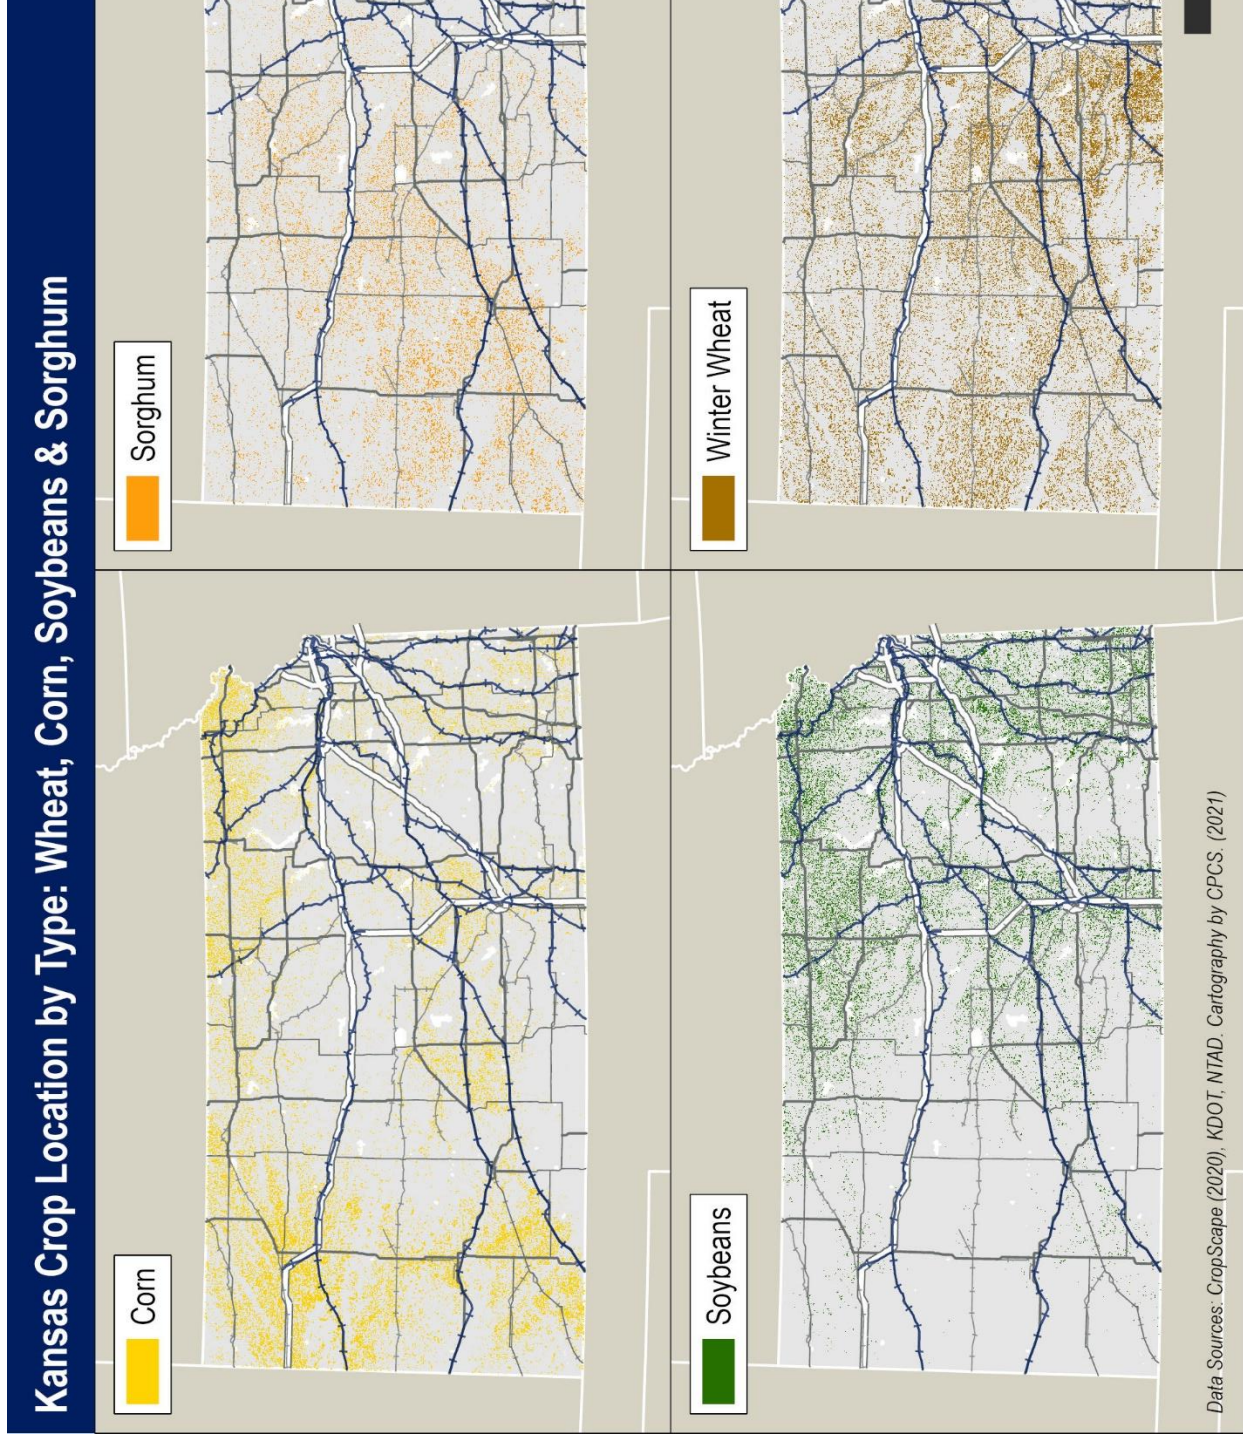 Kansas Crop Location by Type: Wheat, Corn, Soybeans & Sorghum
Corn
Sorghum
Soybeans
Winter Wheat
Data Sources: CropScape (2020), KDOT, NTAD. Cartography by CPCS. (2021)